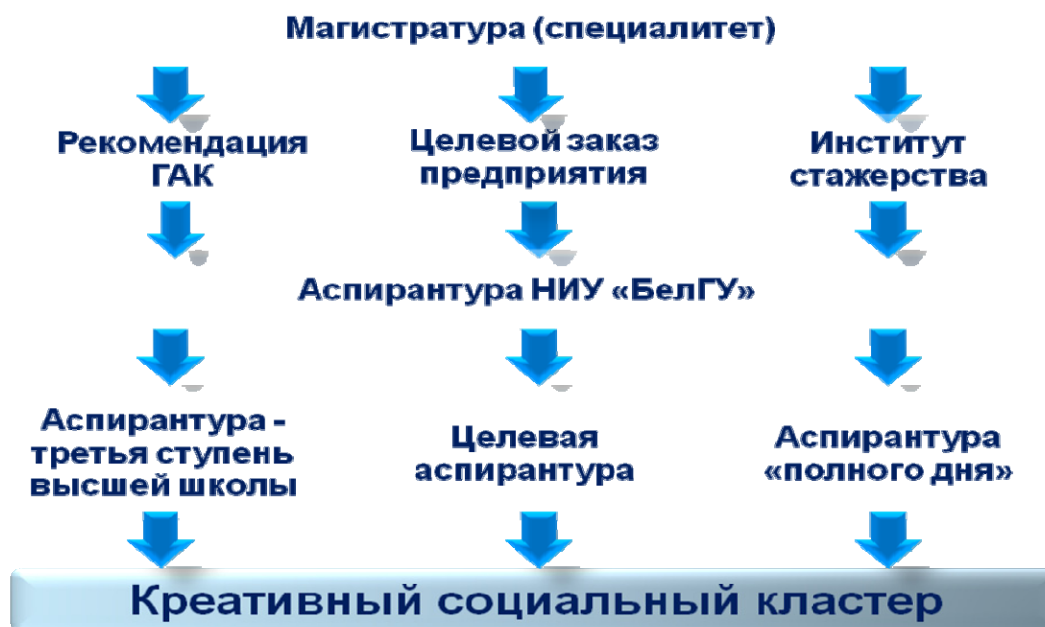 Магистратура (специалитет)
Рекомендация
ГАК
Целевой заказ
предприятия
Институт
стажерства
Аспирантура НИУ «БелГУ»
Аспирантура -
третья ступень
высшей школы
Целевая
аспирантура
Аспирантура
«полного дня»
Креативный социальный кластер